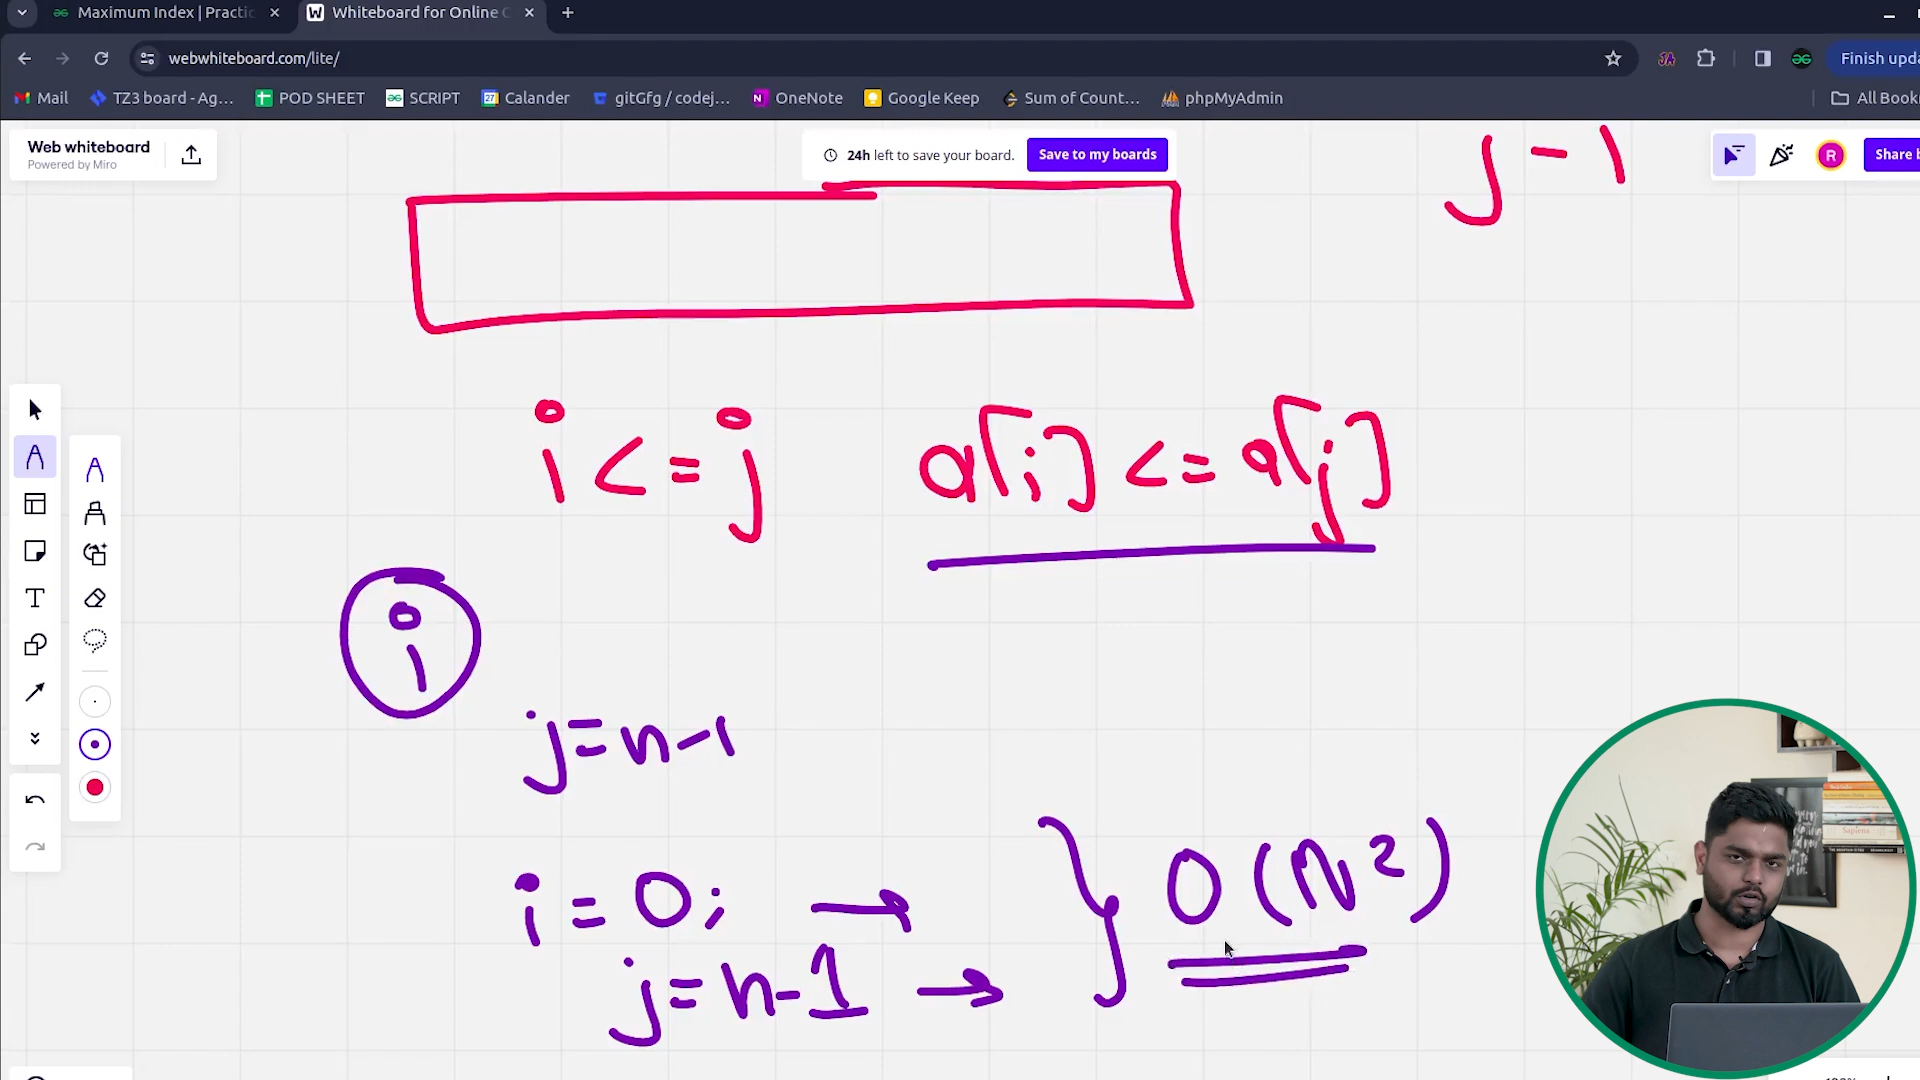 Maximum Index | Practic
Whiteboard for Online C
webwhiteboard.com/lite/
Finish upda
Mail
TZ3 board - Ag...
POD SHEET
SCRIPT
Calander
gitGfg / codej...
OneNote
Google Keep
Sum of Count...
phpMyAdmin
All Book
Web whiteboard
Powered by Miro
24h left to save your board.
Save to my boards
R
Share b
j - 1
i <= j
a[i] <= a[j]
i
j=n-1
i = 0;
j=n-1
O(N²)
Sapiens